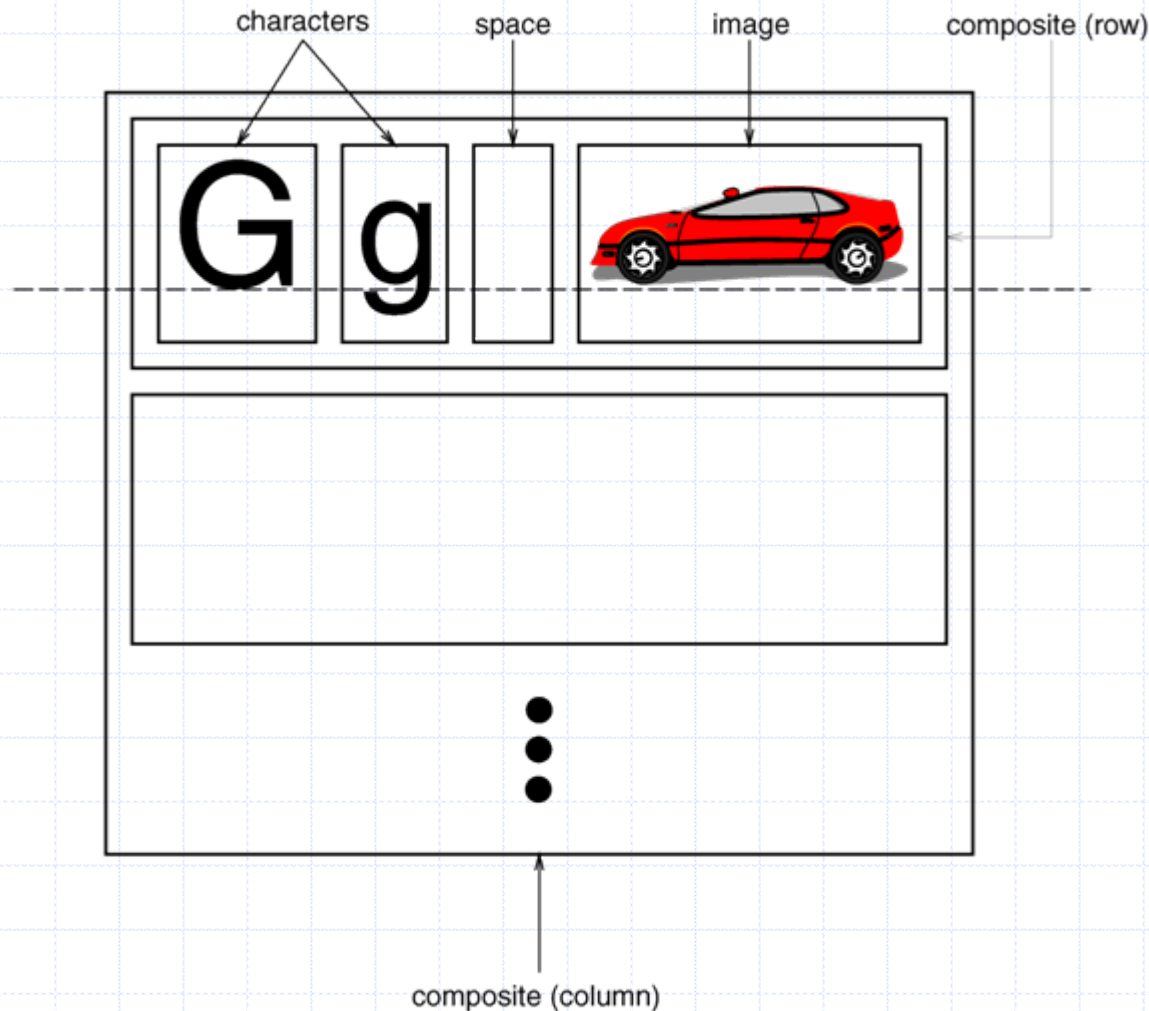 characters
space
image
composite (row)
G g
composite (column)